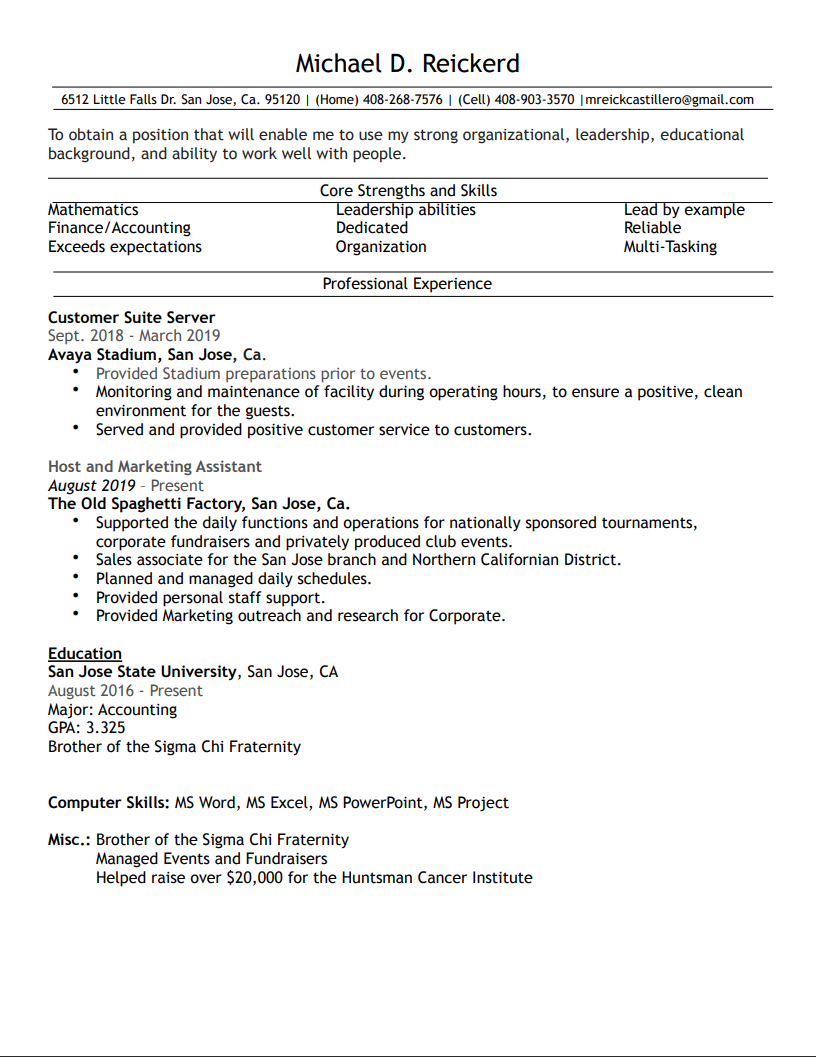 Michael D. Reickerd
6512 Little Falls Dr. San Jose, Ca. 95120 | (Home) 408-268-7576 | (Cell) 408-903-3570 |mreickcastillero@gmail.com
To obtain a position that will enable me to use my strong organizational, leadership, educational
background, and ability to work well with people.
Core Strengths and Skills
Mathematics Leadership abilities Lead by example
Finance/Accounting Dedicated Reliable
Exceeds expectations Organization Multi-Tasking
Professional Experience
Customer Suite Server
Sept. 2018 - March 2019
Avaya Stadium, San Jose, Ca.
• Provided Stadium preparations prior to events.
• Monitoring and maintenance of facility during operating hours, to ensure a positive, clean
environment for the guests.
• Served and provided positive customer service to customers.
Host and Marketing Assistant
August 2019 – Present
The Old Spaghetti Factory, San Jose, Ca.
• Supported the daily functions and operations for nationally sponsored tournaments,
corporate fundraisers and privately produced club events.
• Sales associate for the San Jose branch and Northern Californian District.
• Planned and managed daily schedules.
• Provided personal staff support.
• Provided Marketing outreach and research for Corporate.
Education
San Jose State University, San Jose, CA
August 2016 - Present
Major: Accounting
GPA: 3.325
Brother of the Sigma Chi Fraternity
Computer Skills: MS Word, MS Excel, MS PowerPoint, MS Project
Misc.: Brother of the Sigma Chi Fraternity
Managed Events and Fundraisers
Helped raise over $20,000 for the Huntsman Cancer Institute